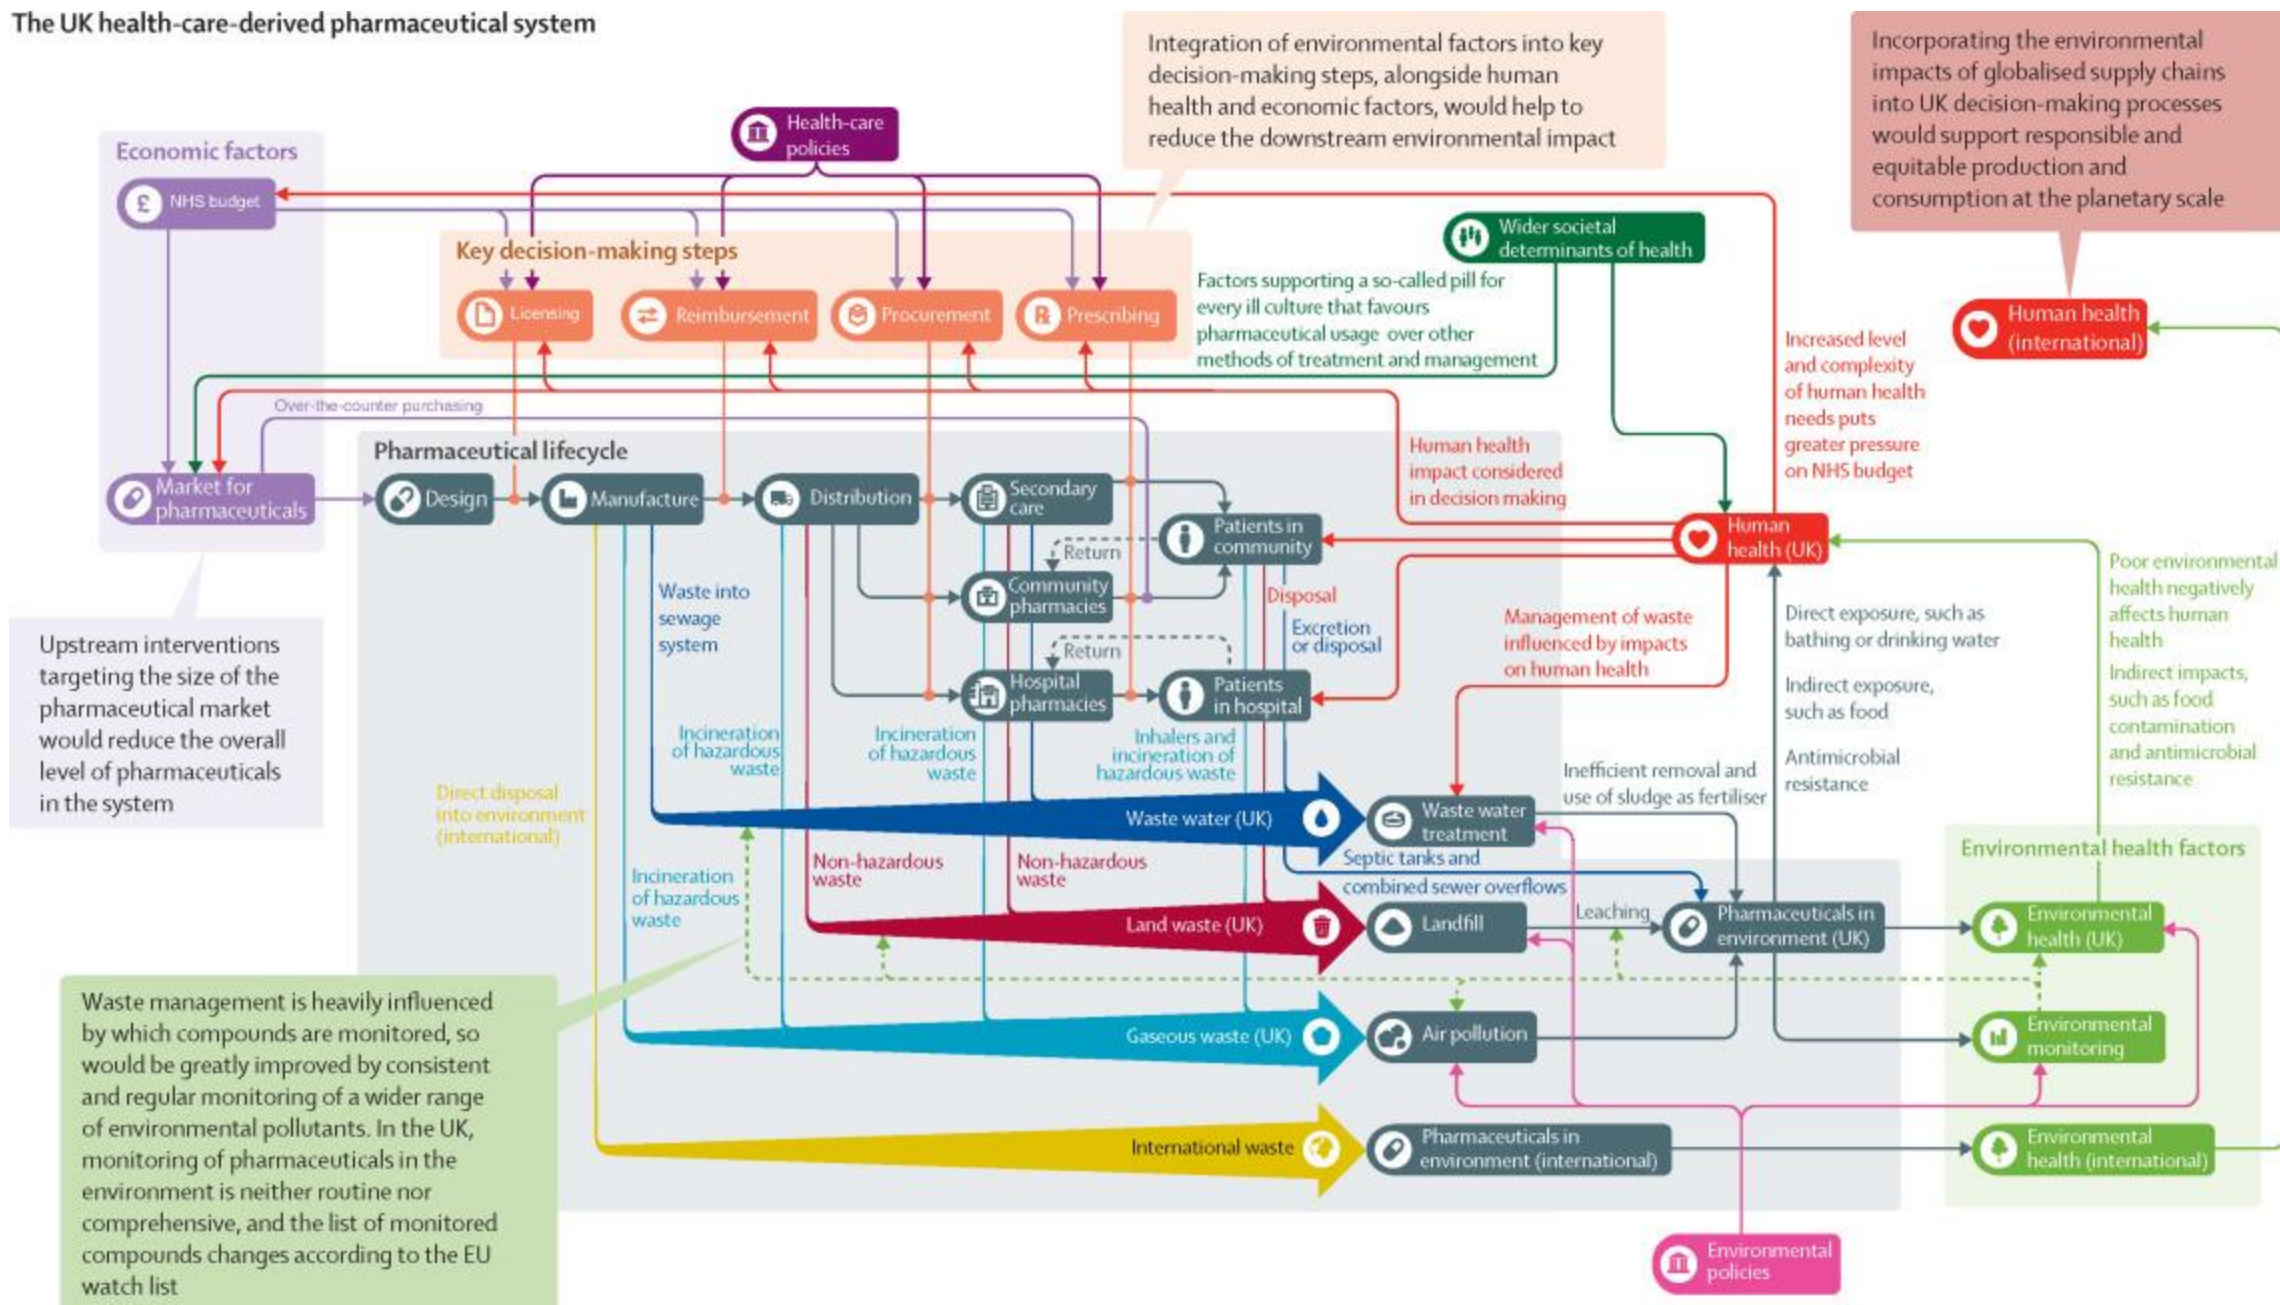 The UK health-care-derived pharmaceutical system
Integration of environmental factors into key
decision-making steps, alongside human
health and economic factors, would help to
reduce the downstream environmental impact
Incorporating the environmental
impacts of globalised supply chains
into UK decision-making processes
would support responsible and
equitable production and
consumption at the planetary scale
Health-care
policies
Economic factors
£
NHS budget
Key decision-making steps
Licensing
Reimbursement
Procurement
Prescribing
Wider societal
determinants of health
Factors supporting a so-called pill for
every ill culture that favours
pharmaceutical usage over other
methods of treatment and management
Human health
(international)
Increased level
and complexity
of human health
needs puts
greater pressure
on NHS budget
Over-the-counter purchasing
Pharmaceutical lifecycle
Human health
impact considered
in decision making
Market for
pharmaceuticals
Design
Manufacture
Distribution
Secondary
care
Patients in
community
Human
health (UK)
Return
Community
pharmacies
Disposal
Waste into
sewage
system
Excretion
or disposal
Management of waste
influenced by impacts
on human health
Direct exposure, such as
bathing or drinking water
Indirect exposure,
such as food
Antimicrobial
resistance
Poor environmental
health negatively
affects human
health
Indirect impacts,
such as food
contamination
and antimicrobial
resistance
Upstream interventions
targeting the size of the
pharmaceutical market
would reduce the overall
level of pharmaceuticals
in the system
Return
Hospital
pharmacies
Patients
in hospital
Incineration
of hazardous
waste
Incineration
of hazardous
waste
Inhalers and
incineration of
hazardous waste
Inefficient removal and
use of sludge as fertiliser
Direct disposal
into environment
(international)
Waste water (UK)
Waste water
treatment
Septic tanks and
combined sewer overflows
Environmental health factors
Incineration
of hazardous
waste
Non-hazardous
waste
Non-hazardous
waste
Land waste (UK)
Landfill
Leaching
Pharmaceuticals in
environment (UK)
Environmental
health (UK)
Waste management is heavily influenced
by which compounds are monitored, so
would be greatly improved by consistent
and regular monitoring of a wider range
of environmental pollutants. In the UK,
monitoring of pharmaceuticals in the
environment is neither routine nor
comprehensive, and the list of monitored
compounds changes according to the EU
watch list
Gaseous waste (UK)
Air pollution
Environmental
monitoring
International waste
Pharmaceuticals in
environment (international)
Environmental
health (international)
Environmental
policies